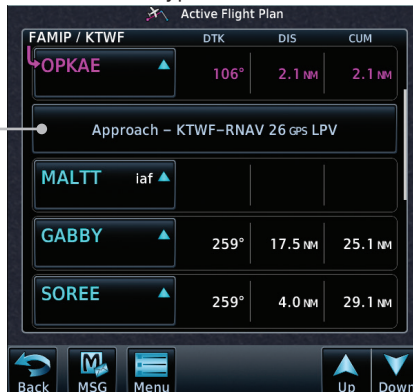 Active Flight Plan
FAMIP / KTWF DTK DIS CUM
OPKAE 106° 2.1 NM 2.1 NM
Approach – KTWF–RNAV 26 GPS LPV
MALTT iaf
GABBY 259° 17.5 NM 25.1 NM
SOREE 259° 4.0 NM 29.1 NM
Back MSG Menu Up Down